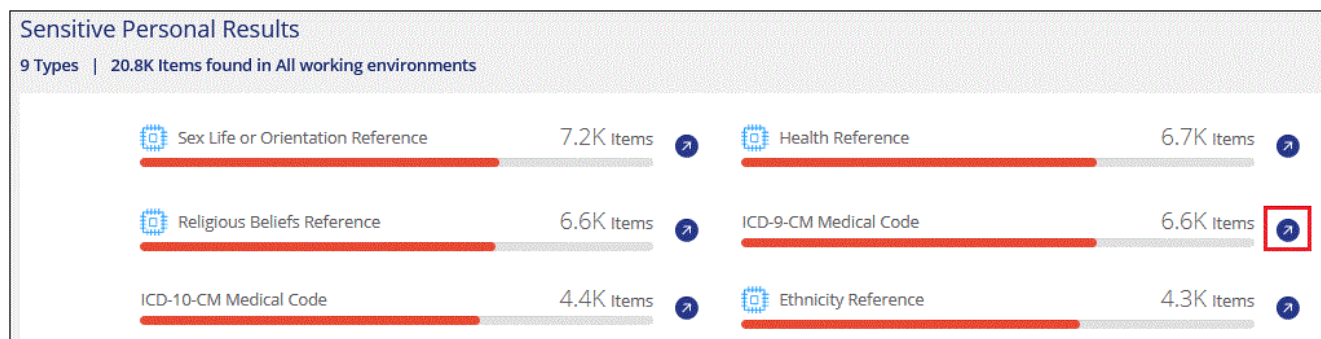 Sensitive Personal Results
9 Types | 20.8K Items found in All working environments
Sex Life or Orientation Reference 7.2K Items
Health Reference 6.7K Items
Religious Beliefs Reference 6.6K Items
ICD-9-CM Medical Code 6.6K Items
ICD-10-CM Medical Code 4.4K Items
Ethnicity Reference 4.3K Items